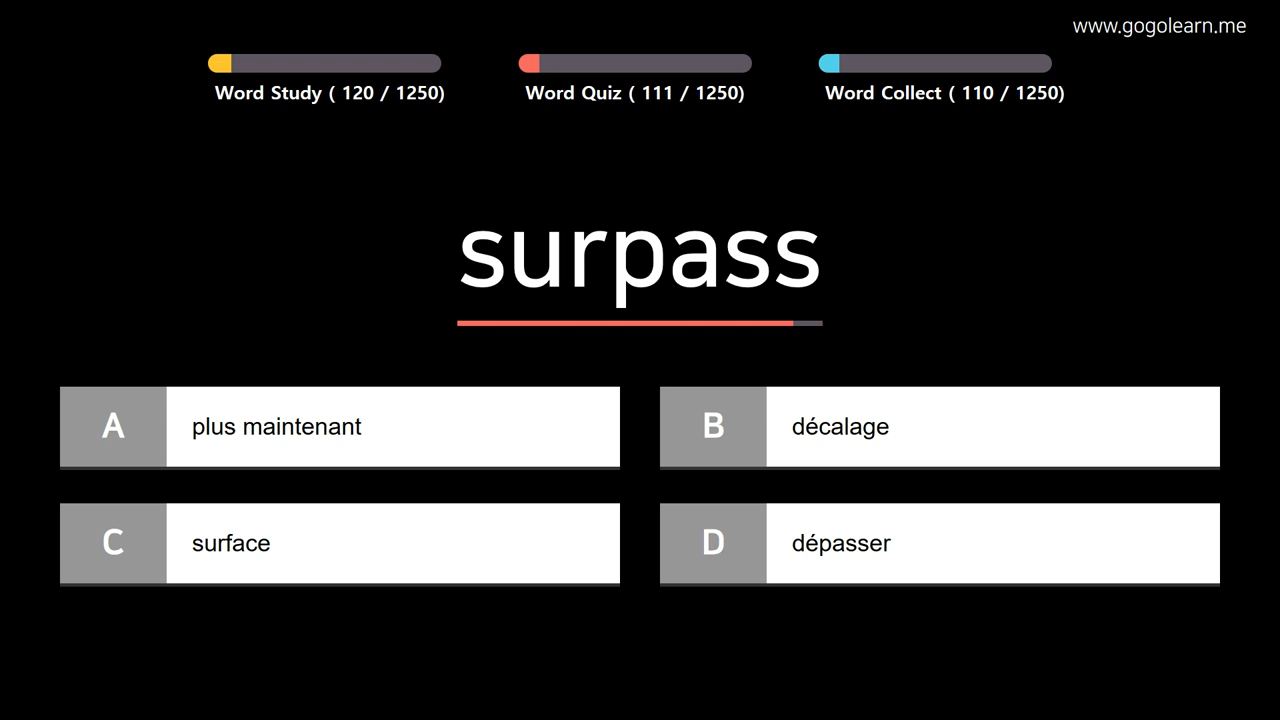 www.gogolearn.me
Word Study ( 120 / 1250)
Word Quiz ( 111 / 1250)
Word Collect ( 110 / 1250)
surpass
A
plus maintenant
B
décalage
C
surface
D
dépasser